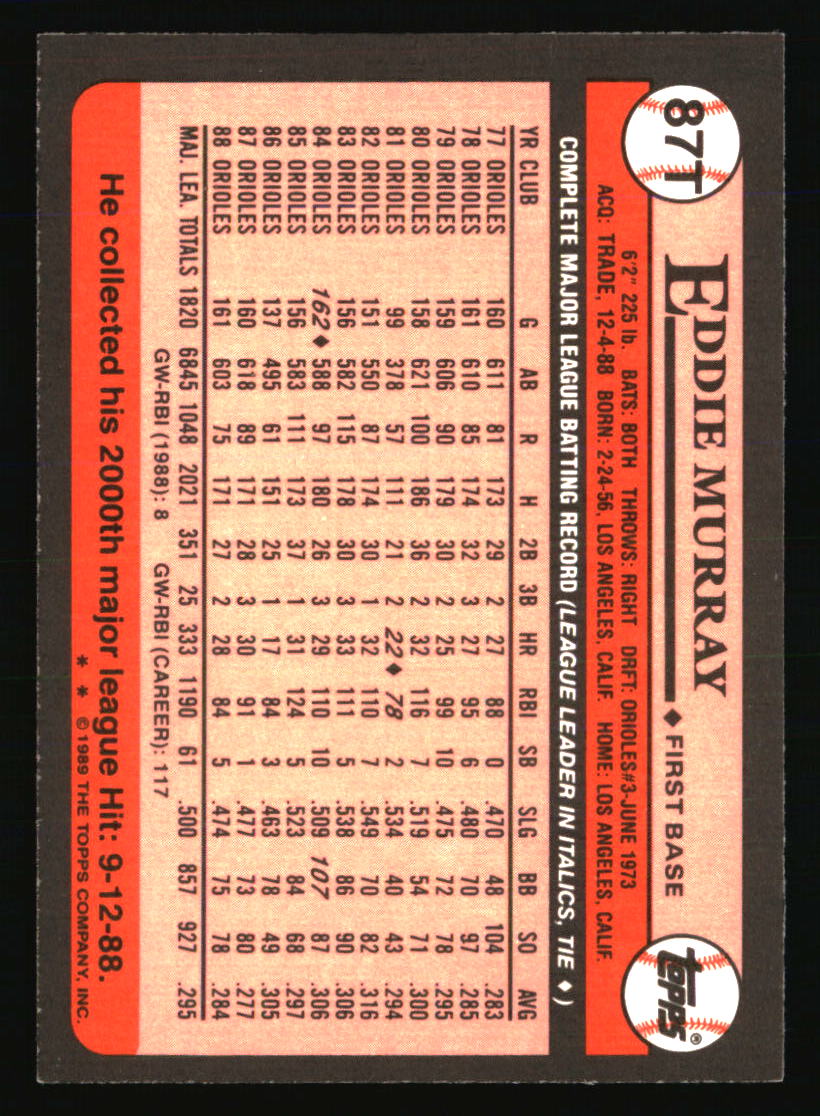 87T
EDDIE MURRAY ◆ FIRST BASE
topps®
6'2" 225 lb. BATS: BOTH THROWS: RIGHT DRFT: ORIOLES#3-JUNE 1973
ACQ: TRADE, 12-4-88 BORN: 2-24-56, LOS ANGELES, CALIF. HOME: LOS ANGELES, CALIF.
COMPLETE MAJOR LEAGUE BATTING RECORD (LEAGUE LEADER IN ITALICS, TIE ◆)
YR CLUB G AB R H 2B 3B HR RBI SB SLG BB SO AVG
77 ORIOLES 160 611 81 173 29 2 27 88 0 .470 48 104 .283
78 ORIOLES 161 610 85 174 32 3 27 95 6 .480 70 97 .285
79 ORIOLES 159 606 90 179 30 2 25 99 10 .475 72 78 .295
80 ORIOLES 158 621 100 186 36 2 32 116 7 .519 54 71 .300
81 ORIOLES 99 378 57 111 21 2 22◆ 78 2 .534 40 43 .294
82 ORIOLES 151 550 87 174 30 1 32 110 7 .549 70 82 .316
83 ORIOLES 156 582 115 178 30 3 33 111 5 .538 86 90 .306
84 ORIOLES 162◆ 588 97 180 26 3 29 110 10 .509 107 87 .306
85 ORIOLES 156 583 111 173 37 1 31 124 5 .523 84 68 .297
86 ORIOLES 137 495 61 151 25 1 17 84 3 .463 78 49 .305
87 ORIOLES 160 618 89 171 28 3 30 91 1 .477 73 80 .277
88 ORIOLES 161 603 75 171 27 2 28 84 5 .474 75 78 .284
MAJ. LEA. TOTALS 1820 6845 1048 2021 351 25 333 1190 61 .500 857 927 .295
GW-RBI (1988): 8 GW-RBI (CAREER): 117
He collected his 2000th major league Hit: 9-12-88.
* * © 1989 THE TOPPS COMPANY, INC.